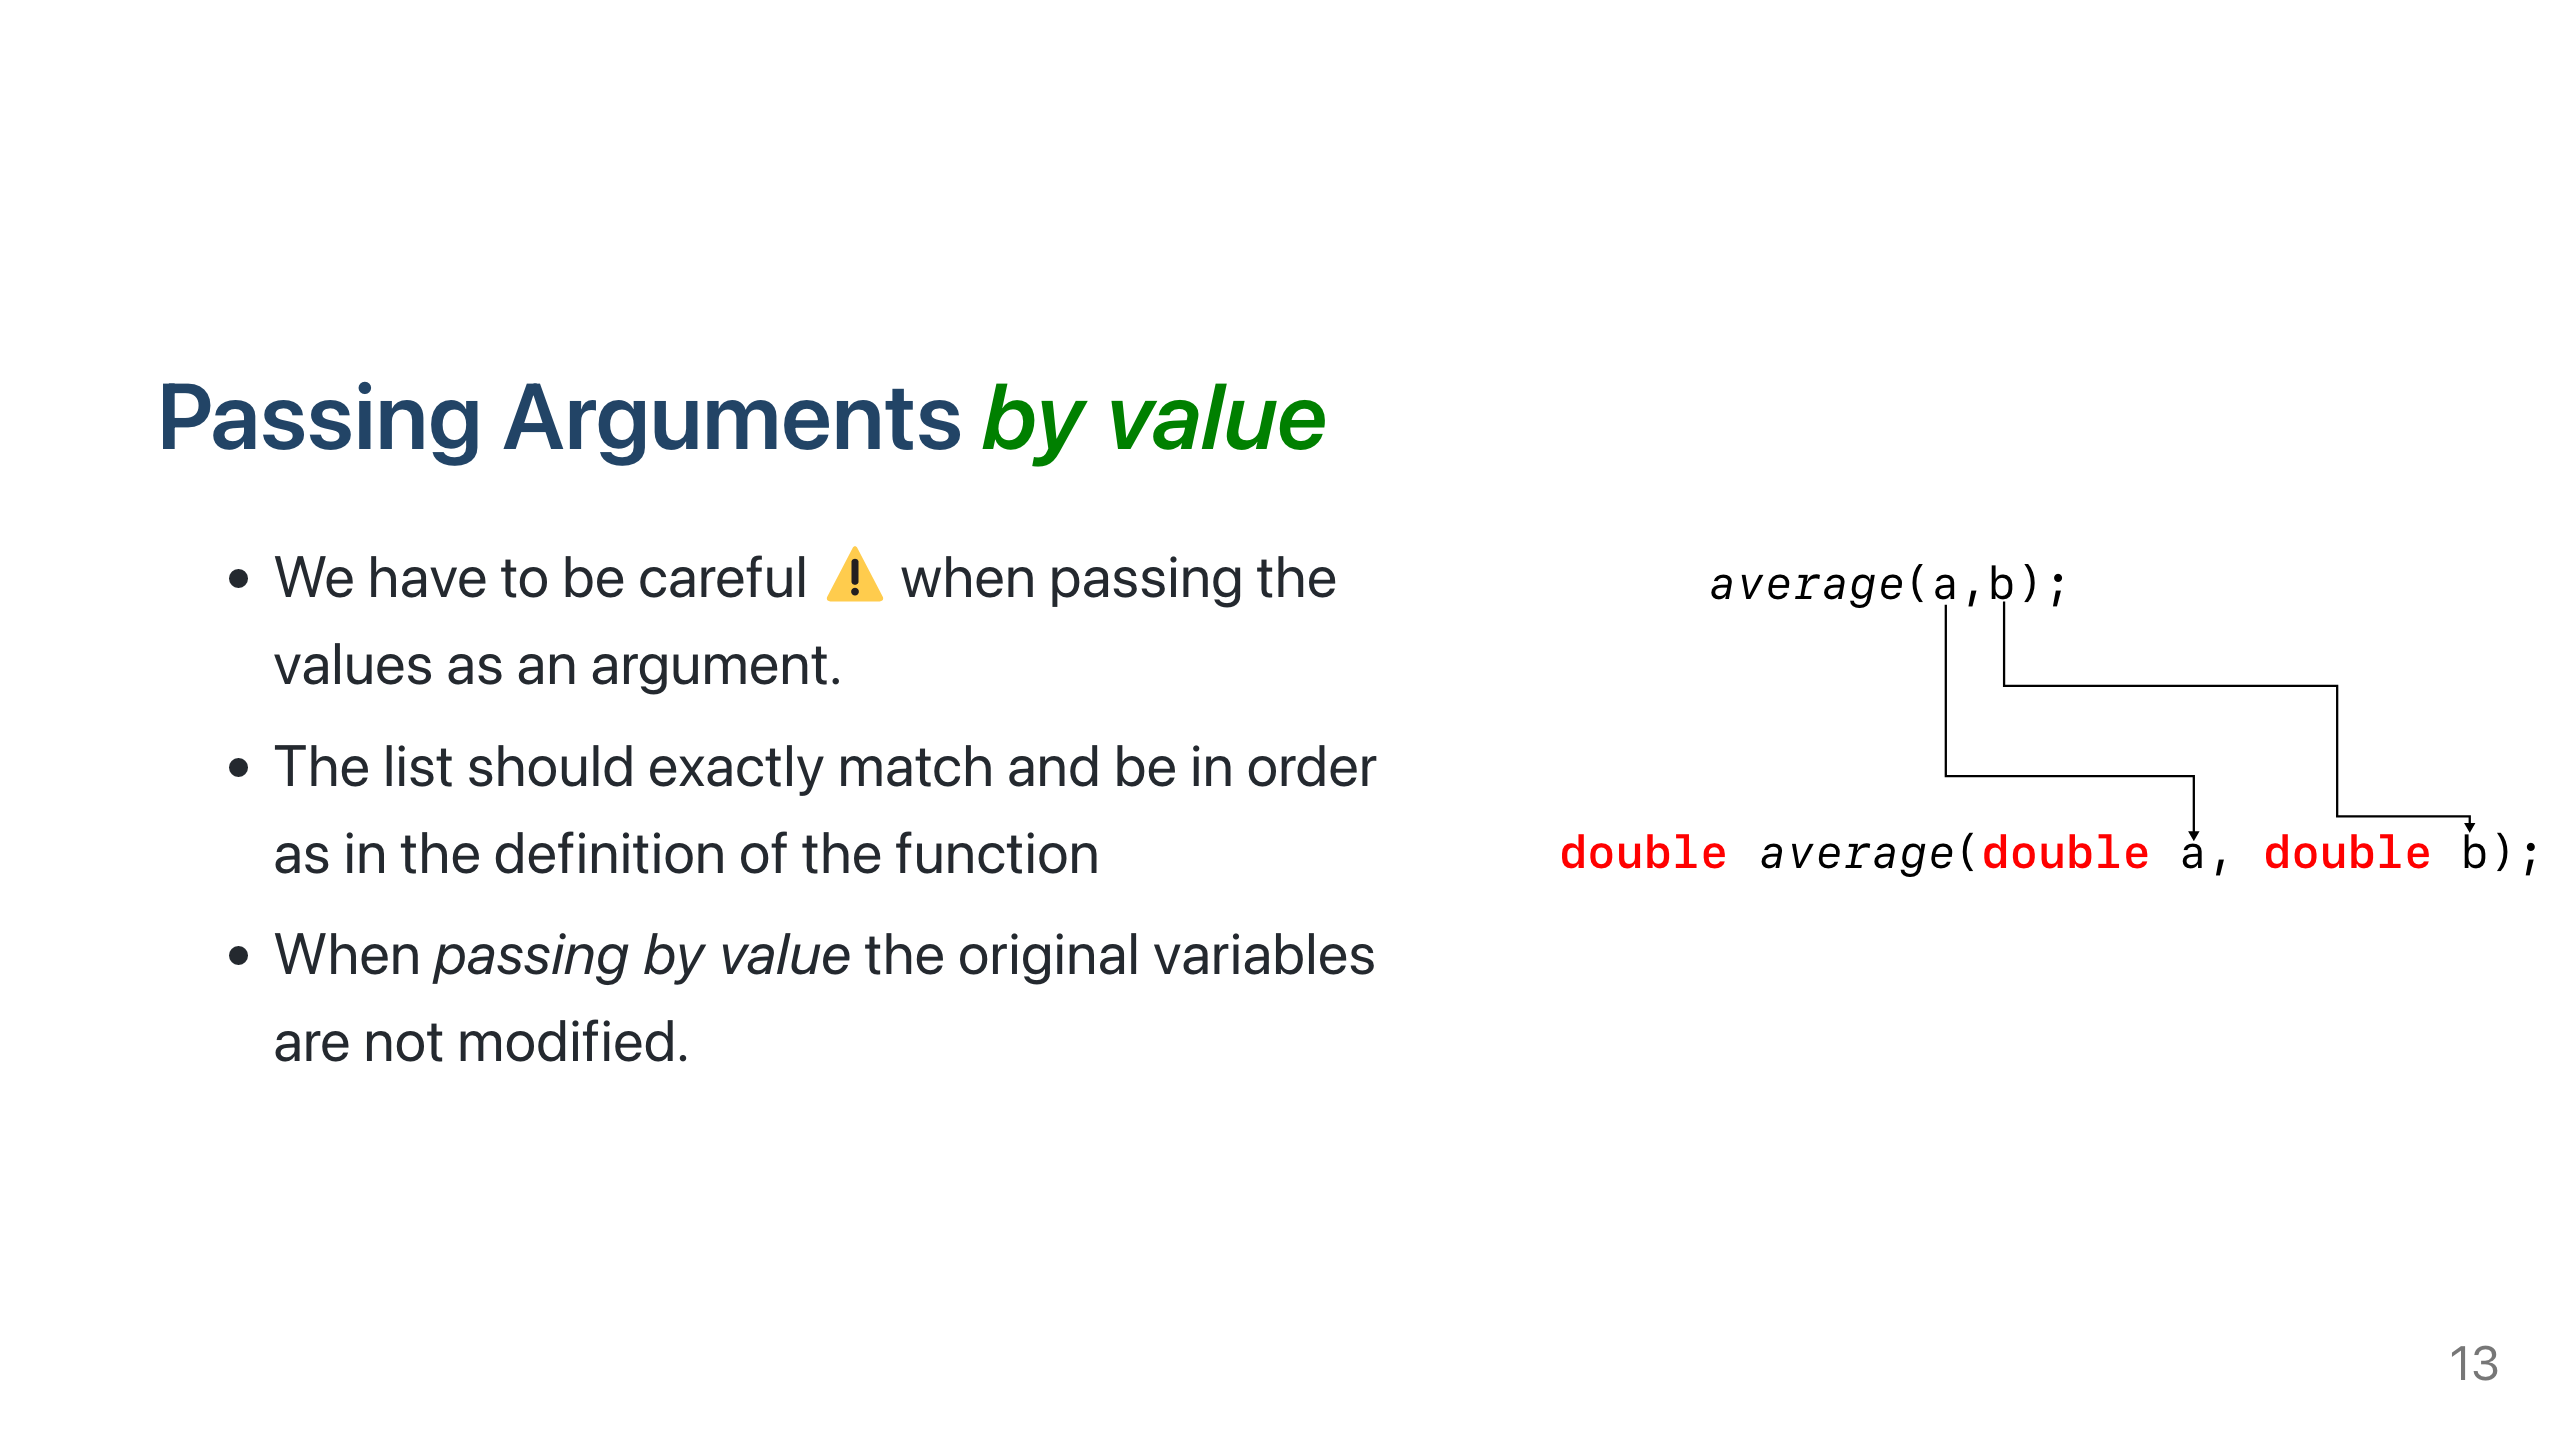 Passing Arguments by value
• We have to be careful ⚠️ when passing the
values as an argument.
• The list should exactly match and be in order
as in the definition of the function
• When passing by value the original variables
are not modified.
average(a,b);
double average(double a, double b);
13